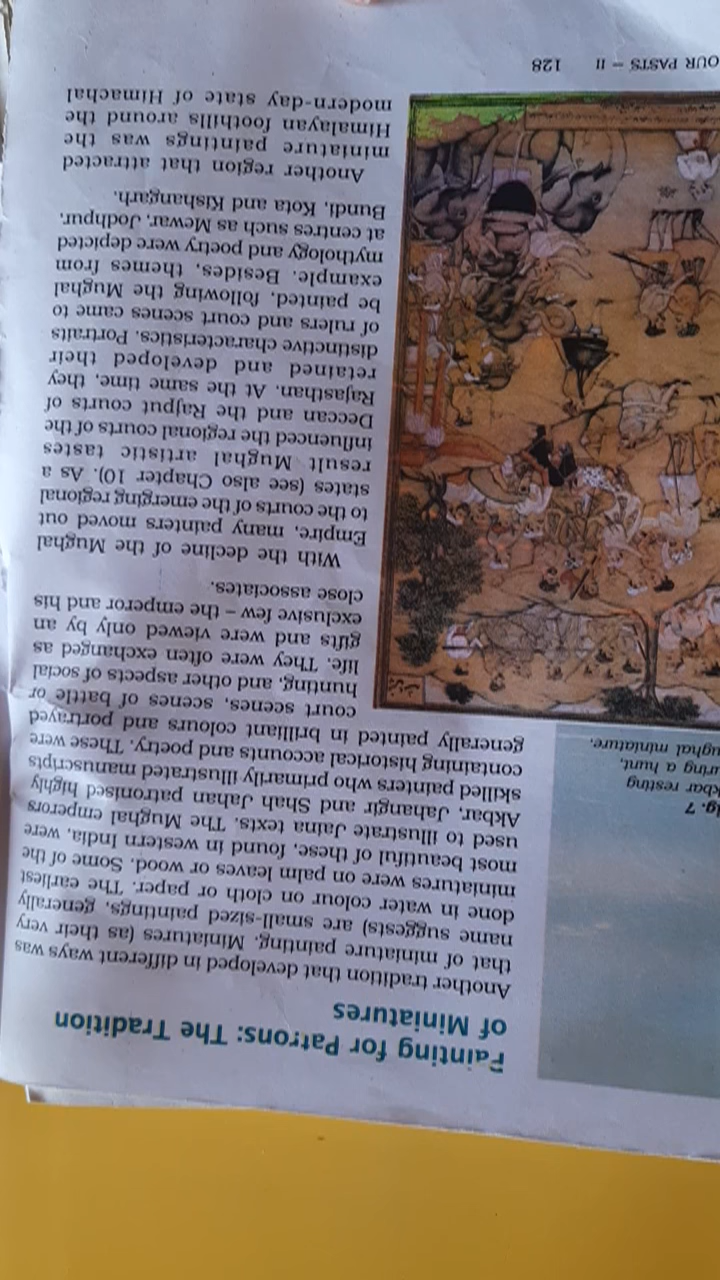 Painting for Patrons: The Tradition
of Miniatures
Another tradition that developed in different ways was
that of miniature painting. Miniatures (as their very
name suggests) are small-sized paintings, generally
done in water colour on cloth or paper. The earliest
miniatures were on palm leaves or wood. Some of the
most beautiful of these, found in western India, were
used to illustrate Jaina texts. The Mughal emperors
Akbar, Jahangir and Shah Jahan patronised highly
skilled painters who primarily illustrated manuscripts
containing historical accounts and poetry. These were
generally painted in brilliant colours and portrayed
court scenes, scenes of battle or
hunting, and other aspects of social
life. They were often exchanged as
gifts and were viewed only by an
exclusive few – the emperor and his
close associates.
With the decline of the Mughal
Empire, many painters moved out
to the courts of the emerging regional
states (see also Chapter 10). As a
result Mughal artistic tastes
influenced the regional courts of the
Deccan and the Rajput courts of
Rajasthan. At the same time, they
retained and developed their
distinctive characteristics. Portraits
of rulers and court scenes came to
be painted, following the Mughal
example. Besides, themes from
mythology and poetry were depicted
at centres such as Mewar, Jodhpur,
Bundi, Kota and Kishangarh.
Another region that attracted
miniature paintings was the
Himalayan foothills around the
modern-day state of Himachal
ig. 7
kbar resting
uring a hunt,
ughal miniature.
OUR PASTS – II 128